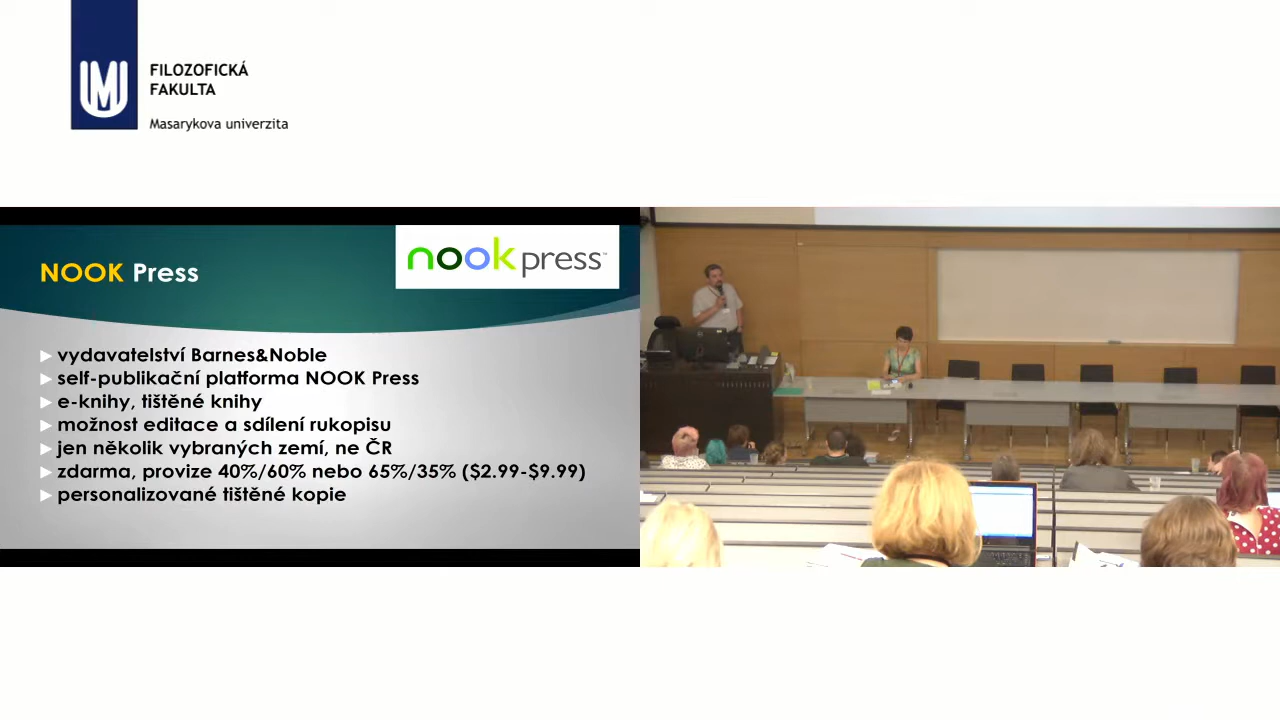 FILOZOFICKÁ
FAKULTA
Masarykova univerzita
NOOK Press
nook press™
vydavatelství Barnes&Noble
self-publikační platforma NOOK Press
e-knihy, tištěné knihy
možnost editace a sdílení rukopisu
jen několik vybraných zemí, ne ČR
zdarma, provize 40%/60% nebo 65%/35% ($2.99-$9.99)
personalizované tištěné kopie